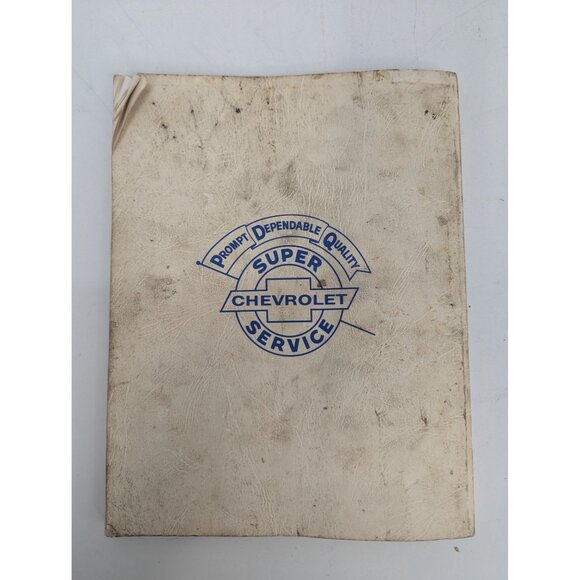 PROMPT DEPENDABLE QUALITY
SUPER
CHEVROLET
SERVICE